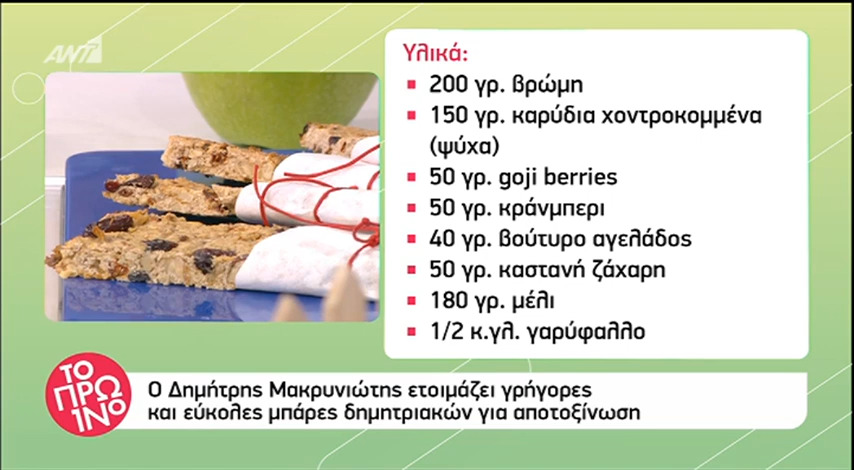 ANT1
Υλικά:
200 γρ. βρώμη
150 γρ. καρύδια χοντροκομμένα
(ψύχα)
50 γρ. goji berries
50 γρ. κράνμπερι
40 γρ. βούτυρο αγελάδος
50 γρ. καστανή ζάχαρη
180 γρ. μέλι
1/2 κ.γλ. γαρύφαλλο
ΤΟ
ΠΡΩ
ΙΝΟ
Ο Δημήτρης Μακρυνιώτης ετοιμάζει γρήγορες
και εύκολες μπάρες δημητριακών για αποτοξίνωση